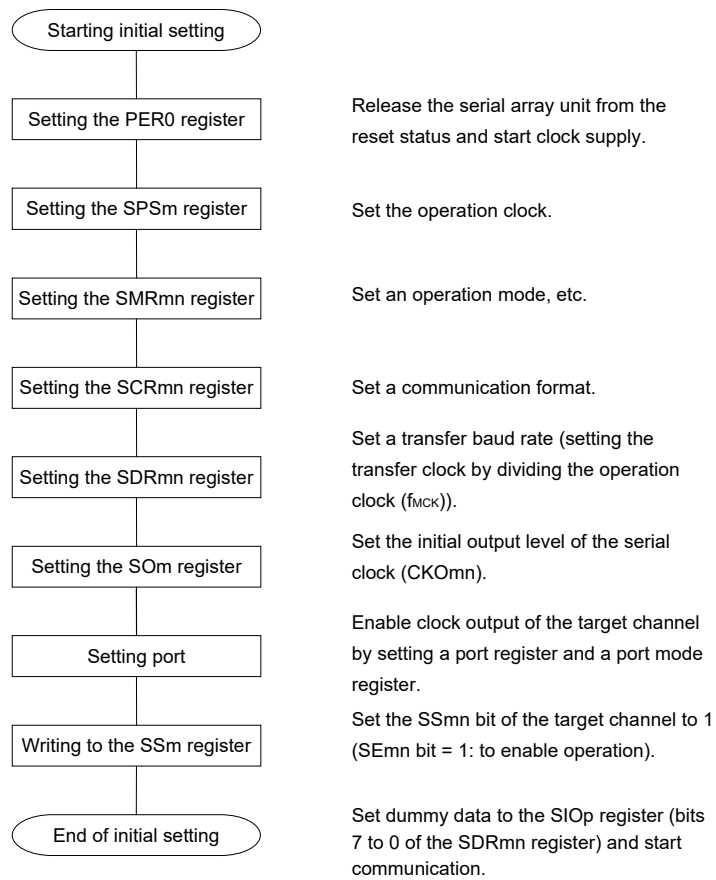 Starting initial setting
Setting the PER0 register
Release the serial array unit from the
reset status and start clock supply.
Setting the SPSm register
Set the operation clock.
Setting the SMRmn register
Set an operation mode, etc.
Setting the SCRmn register
Set a communication format.
Setting the SDRmn register
Set a transfer baud rate (setting the
transfer clock by dividing the operation
clock (fMCK)).
Setting the SOm register
Set the initial output level of the serial
clock (CKOmn).
Setting port
Enable clock output of the target channel
by setting a port register and a port mode
register.
Writing to the SSm register
Set the SSmn bit of the target channel to 1
(SEmn bit = 1: to enable operation).
End of initial setting
Set dummy data to the SIOp register (bits
7 to 0 of the SDRmn register) and start
communication.